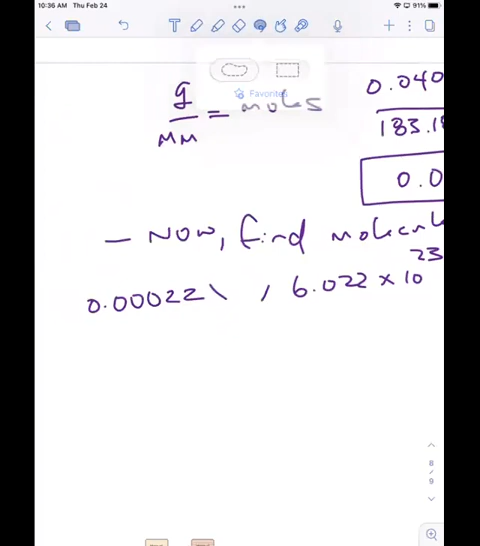 10:36 AM Thu Feb 24
91%
Favorites
g
MM
= moles
0.040
183.1
0.0
— Now, find molecul
0.00022\ , 6.022 × 10
23
8
9